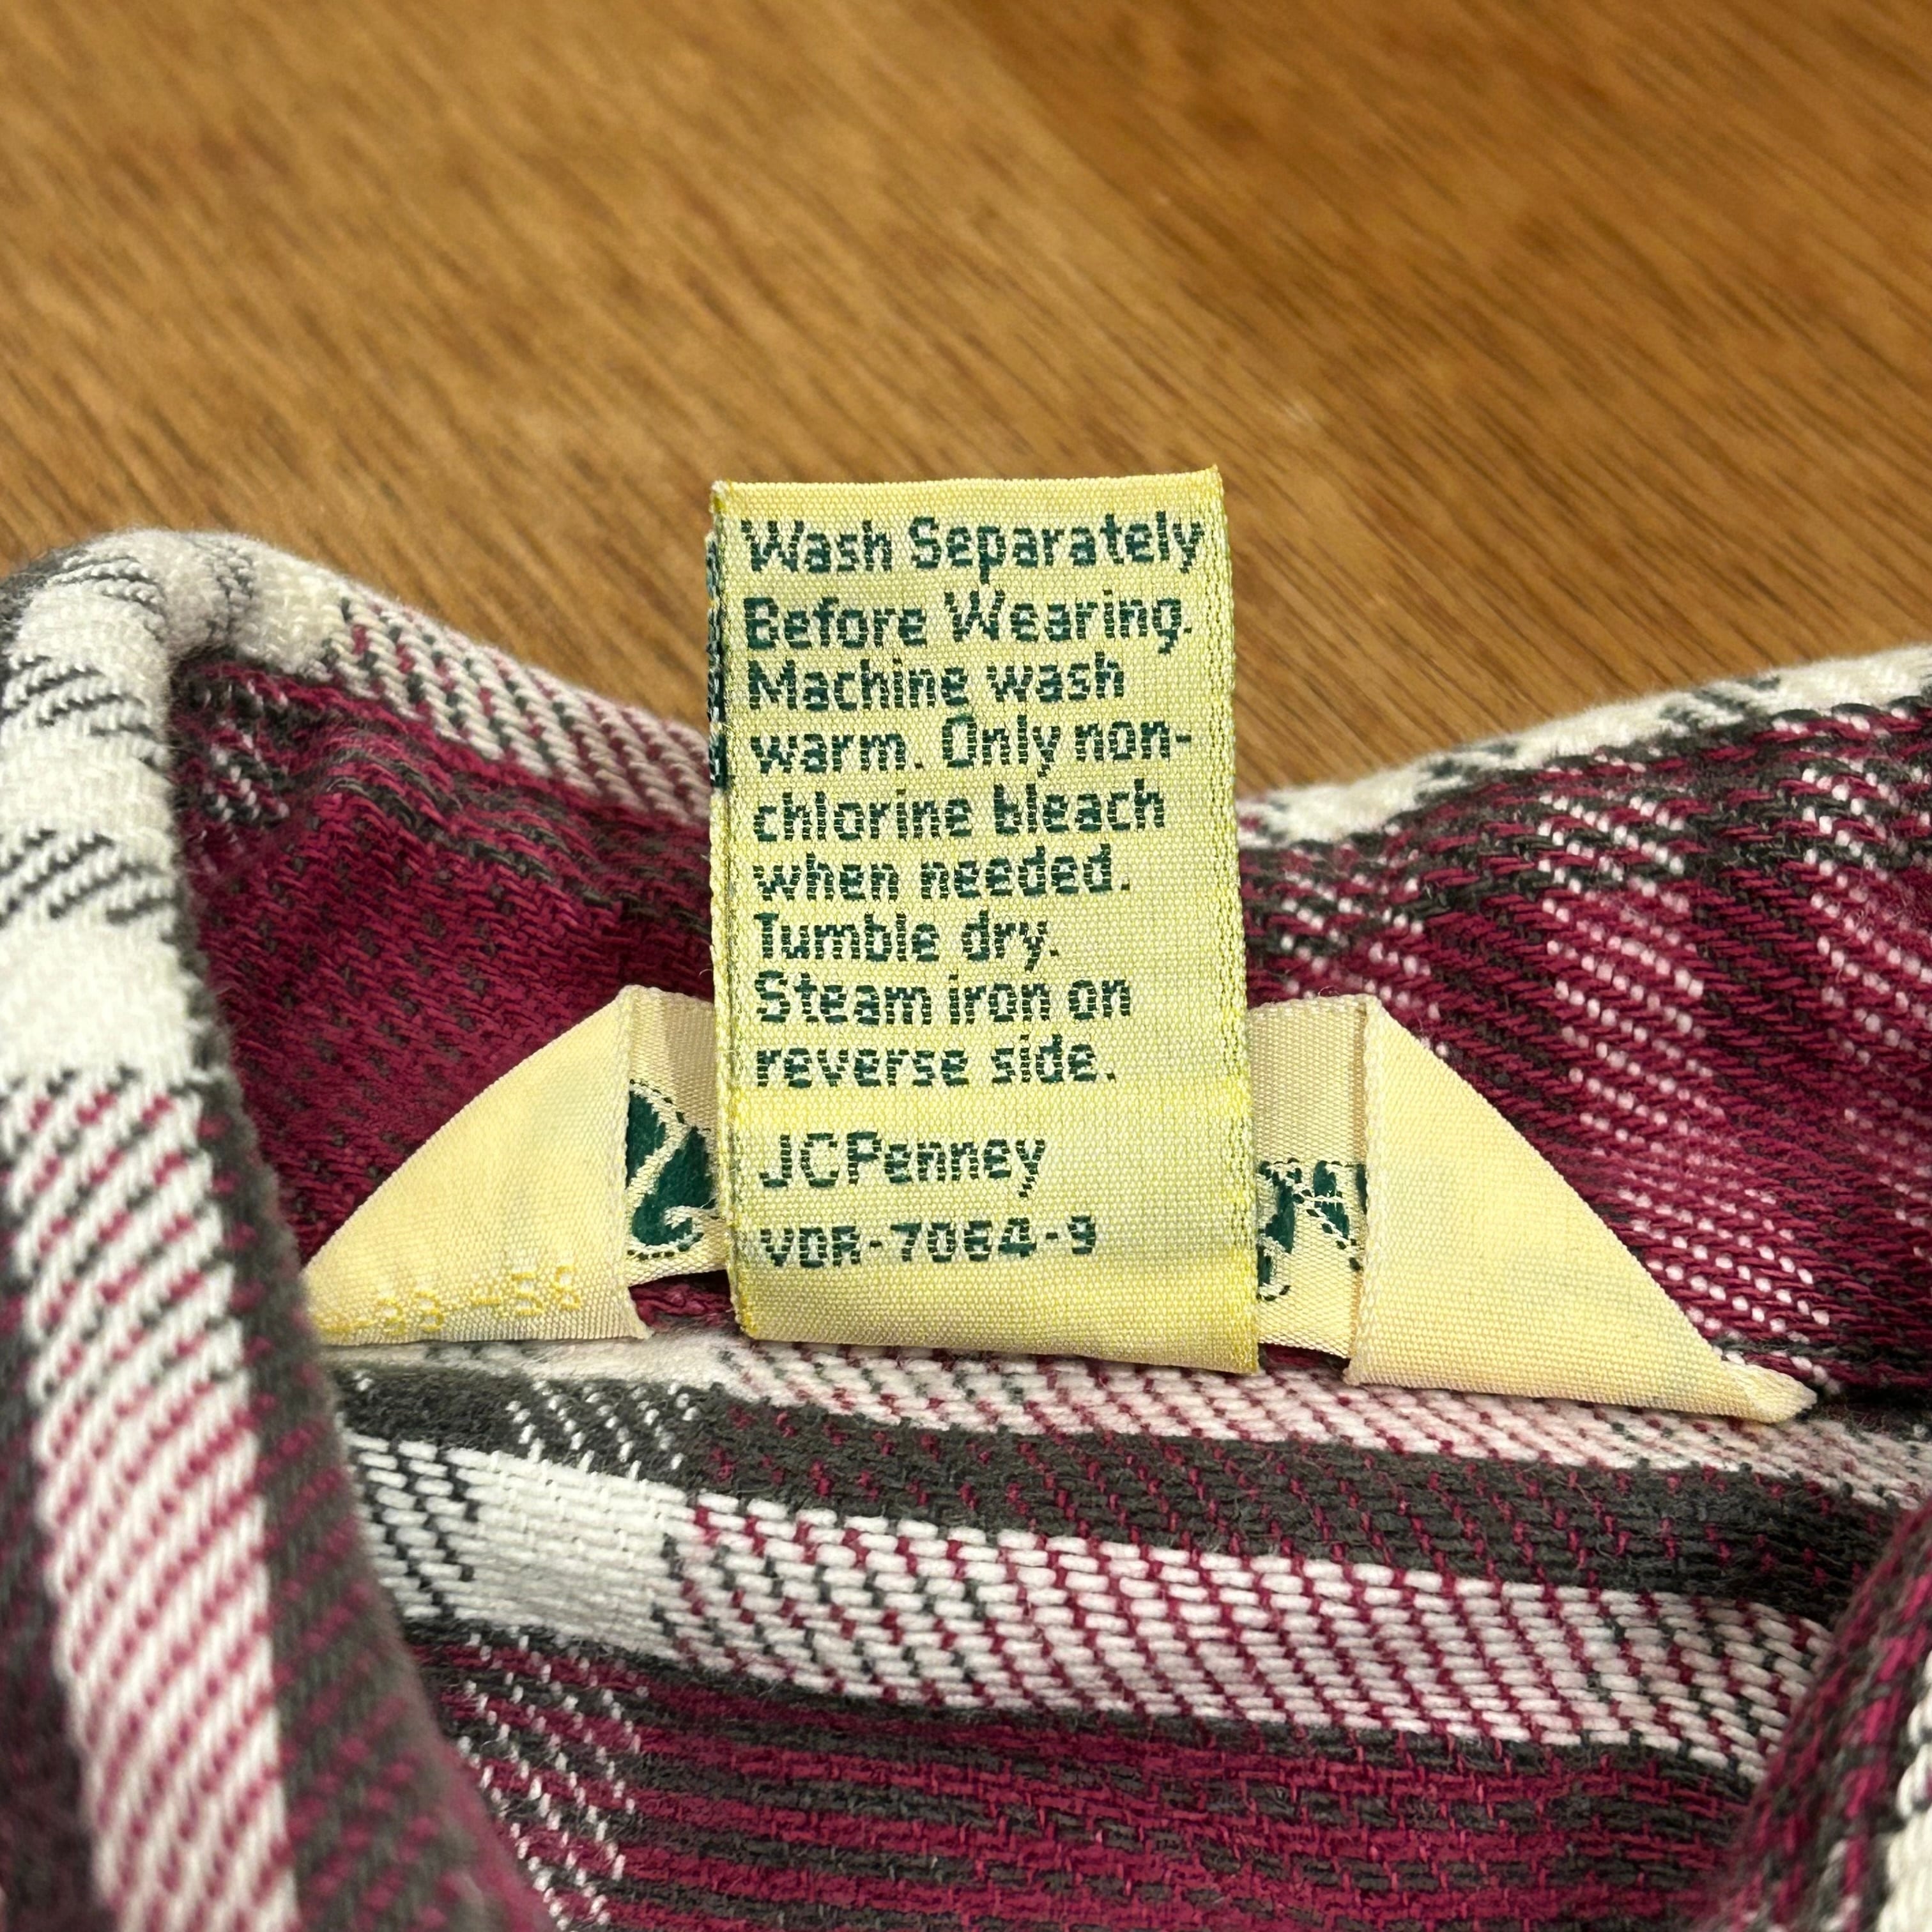 Wash Separately
Before Wearing.
Machine wash
warm. Only non-
chlorine bleach
when needed.
Tumble dry.
Steam iron on
reverse side.
JCPenney
VDR-7064-9